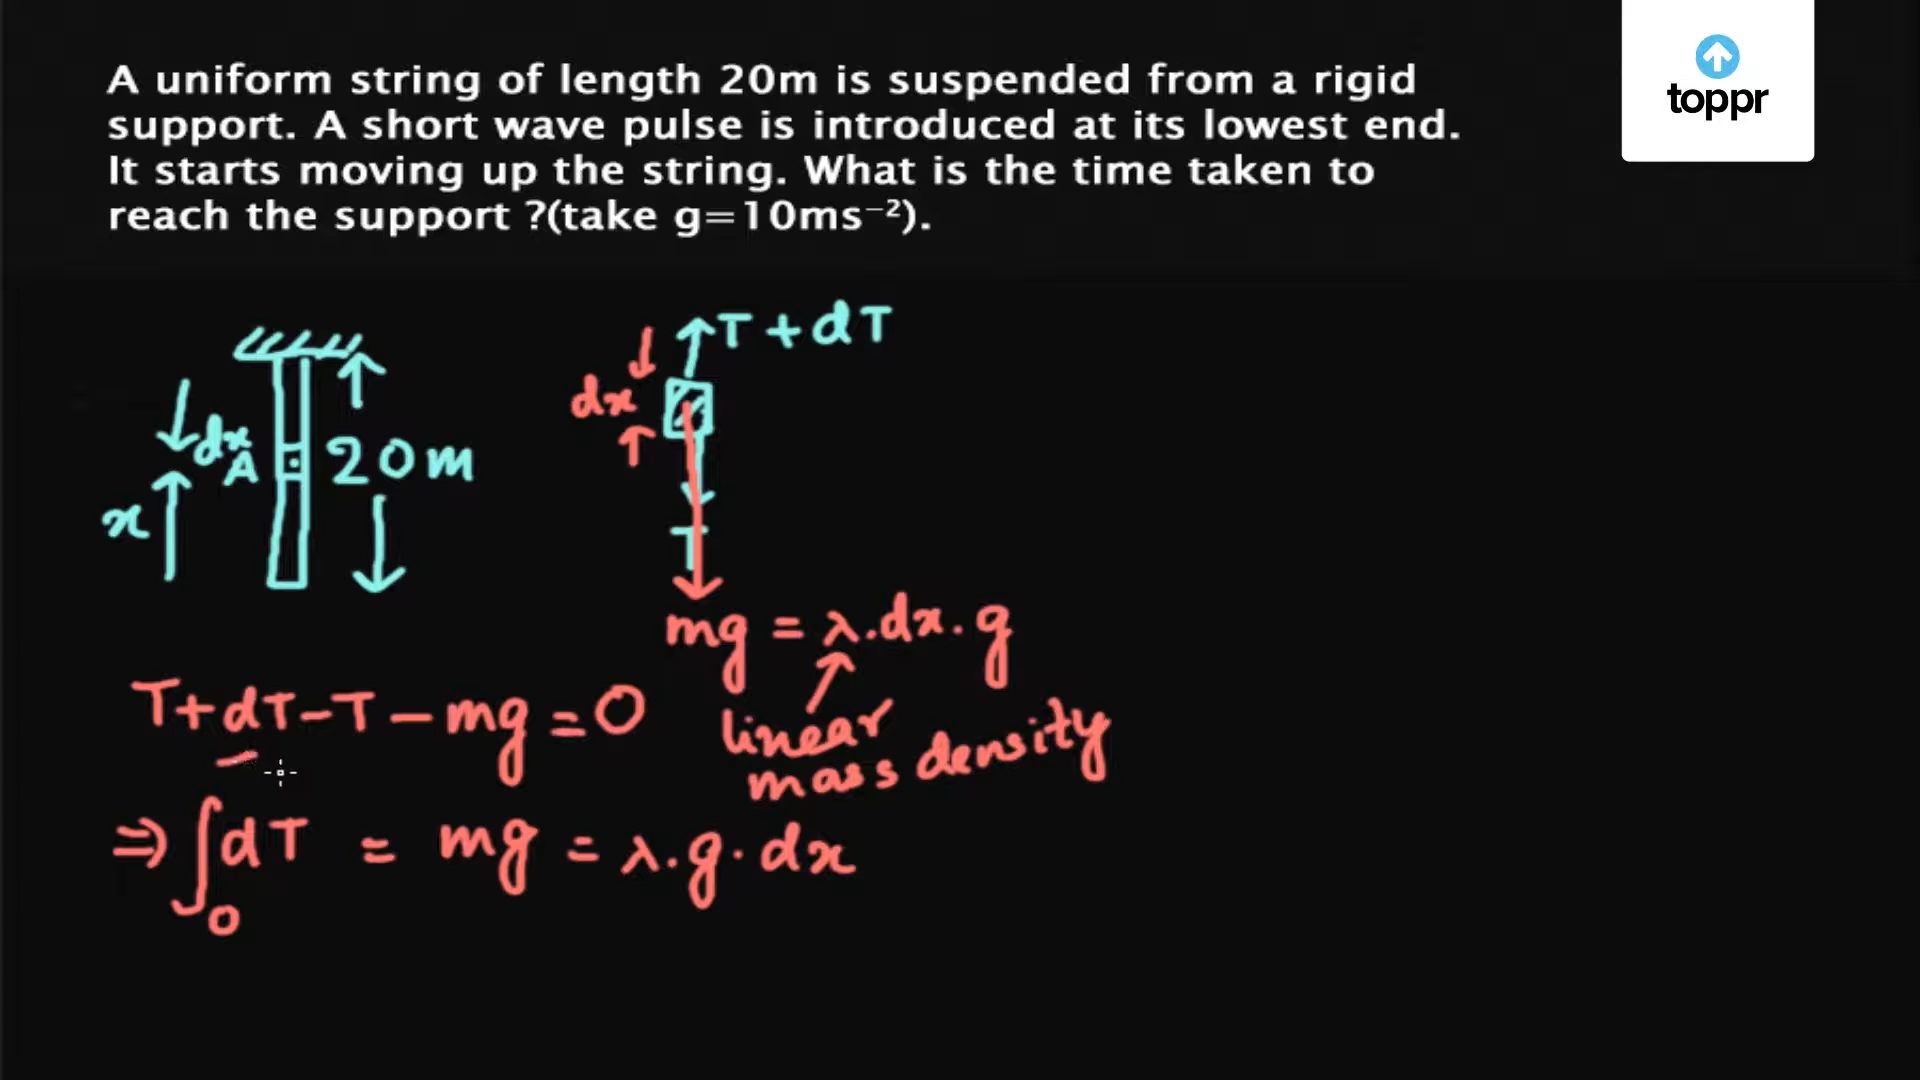 A uniform string of length 20m is suspended from a rigid
support. A short wave pulse is introduced at its lowest end.
It starts moving up the string. What is the time taken to
reach the support ?(take g=10ms⁻²).
toppr
T + dT
dx
dx
A
20m
x
T
mg = λ.dx.g
linear
mass density
T+dT-T-mg=0
⇒ ∫₀ dT = mg = λ.g.dx